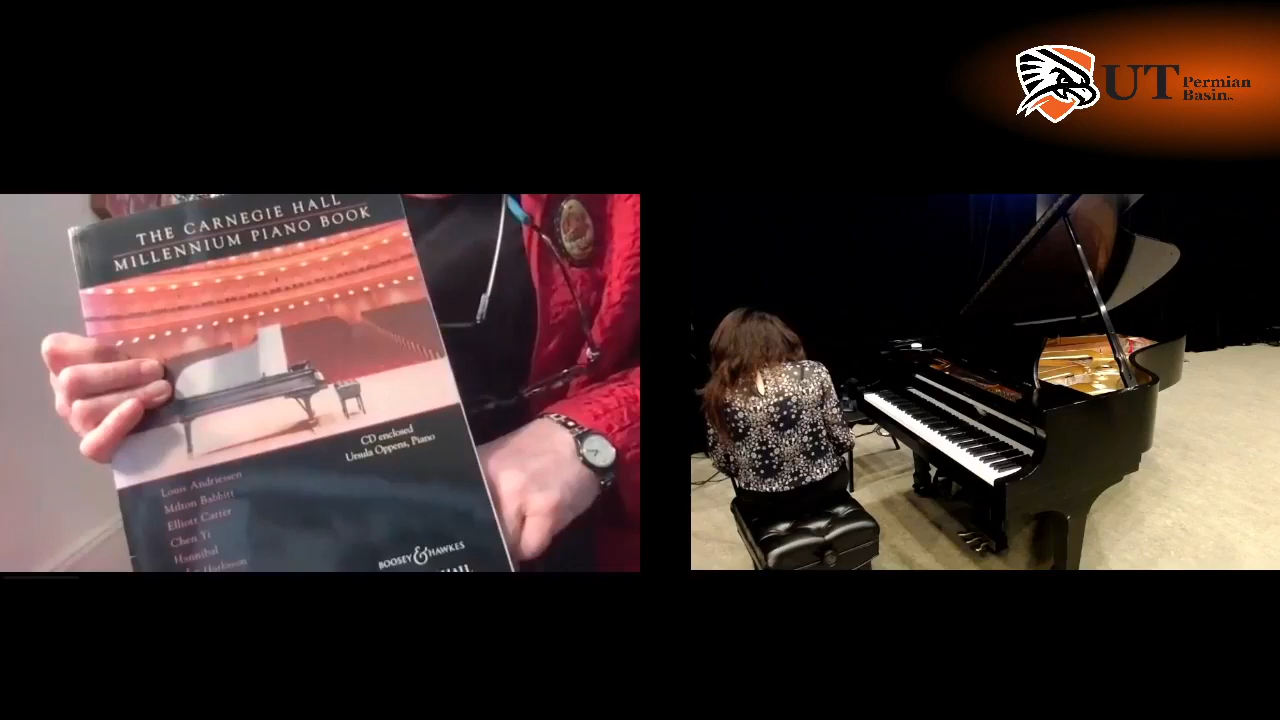 UT Permian
Basin
THE CARNEGIE HALL
MILLENNIUM PIANO BOOK
CD enclosed
Ursula Oppens, Piano
Louis Andriessen
Milton Babbitt
Elliott Carter
Chen Yi
Hannibal
BOOSEY & HAWKES